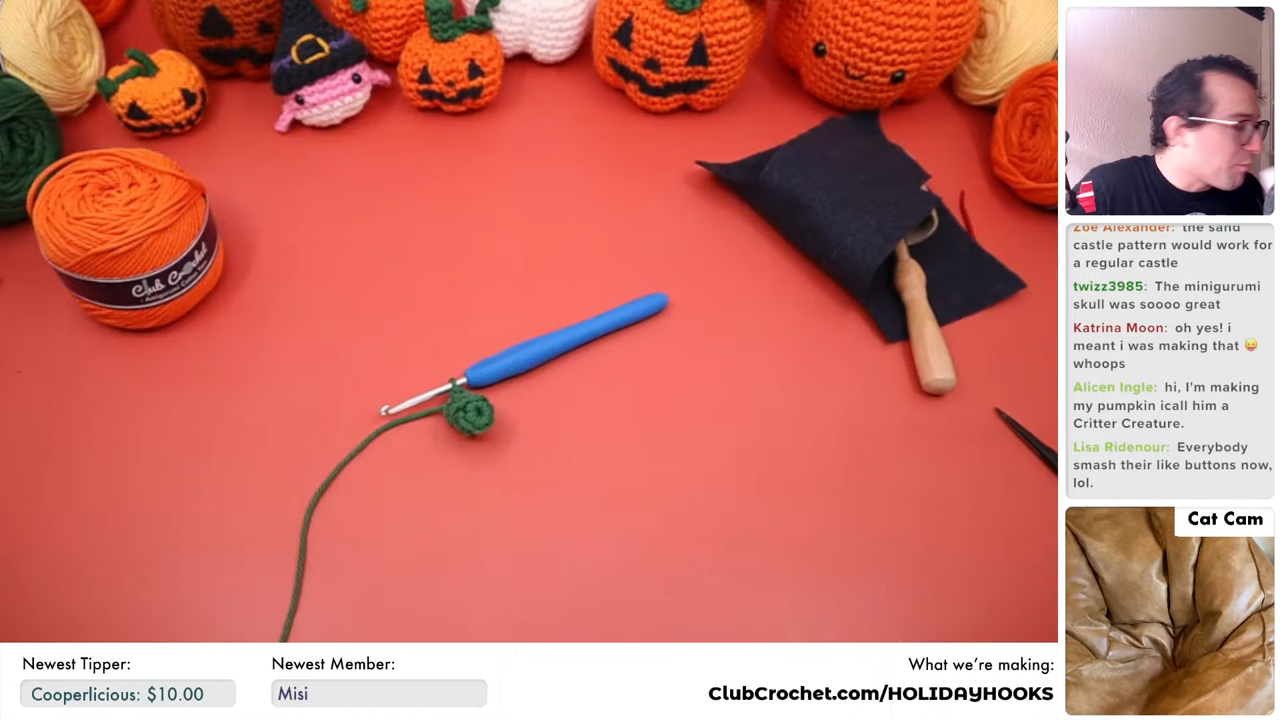 Club Crochet
- Amigurumi Cotton Yarn -
Zoe Alexander: the sand
castle pattern would work for
a regular castle
twizz3985: The minigurumi
skull was soooo great
Katrina Moon: oh yes! i
meant i was making that 😝
whoops
Alicen Ingle: hi, I'm making
my pumpkin icall him a
Critter Creature.
Lisa Ridenour: Everybody
smash their like buttons now,
lol.
Cat Cam
Newest Tipper:
Cooperlicious: $10.00
Newest Member:
Misi
What we're making:
ClubCrochet.com/HOLIDAYHOOKS